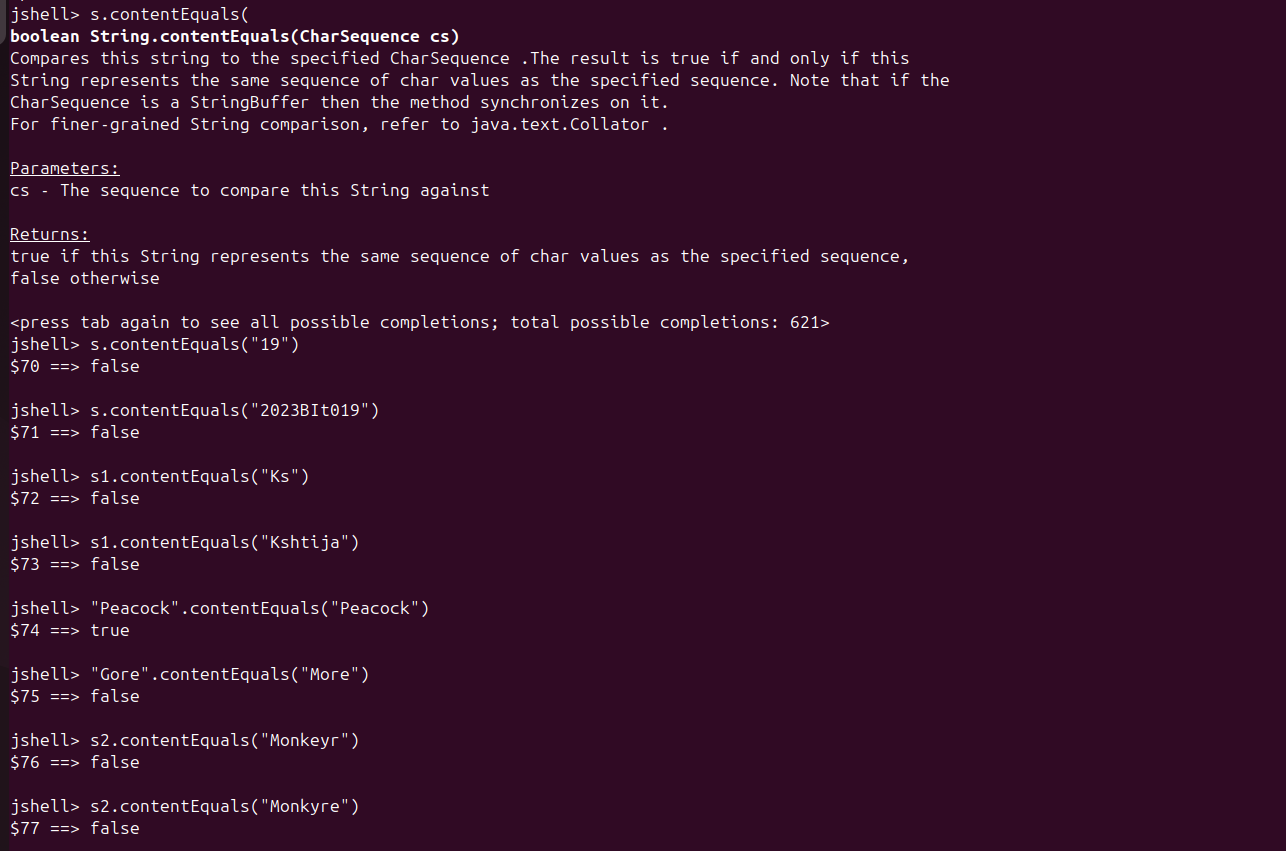 jshell> s.contentEquals(
boolean String.contentEquals(CharSequence cs)
Compares this string to the specified CharSequence .The result is true if and only if this
String represents the same sequence of char values as the specified sequence. Note that if the
CharSequence is a StringBuffer then the method synchronizes on it.
For finer-grained String comparison, refer to java.text.Collator .
Parameters:
cs - The sequence to compare this String against
Returns:
true if this String represents the same sequence of char values as the specified sequence,
false otherwise
<press tab again to see all possible completions; total possible completions: 621>
jshell> s.contentEquals("19")
$70 ==> false
jshell> s.contentEquals("2023BIt019")
$71 ==> false
jshell> s1.contentEquals("Ks")
$72 ==> false
jshell> s1.contentEquals("Kshtija")
$73 ==> false
jshell> "Peacock".contentEquals("Peacock")
$74 ==> true
jshell> "Gore".contentEquals("More")
$75 ==> false
jshell> s2.contentEquals("Monkeyr")
$76 ==> false
jshell> s2.contentEquals("Monkyre")
$77 ==> false